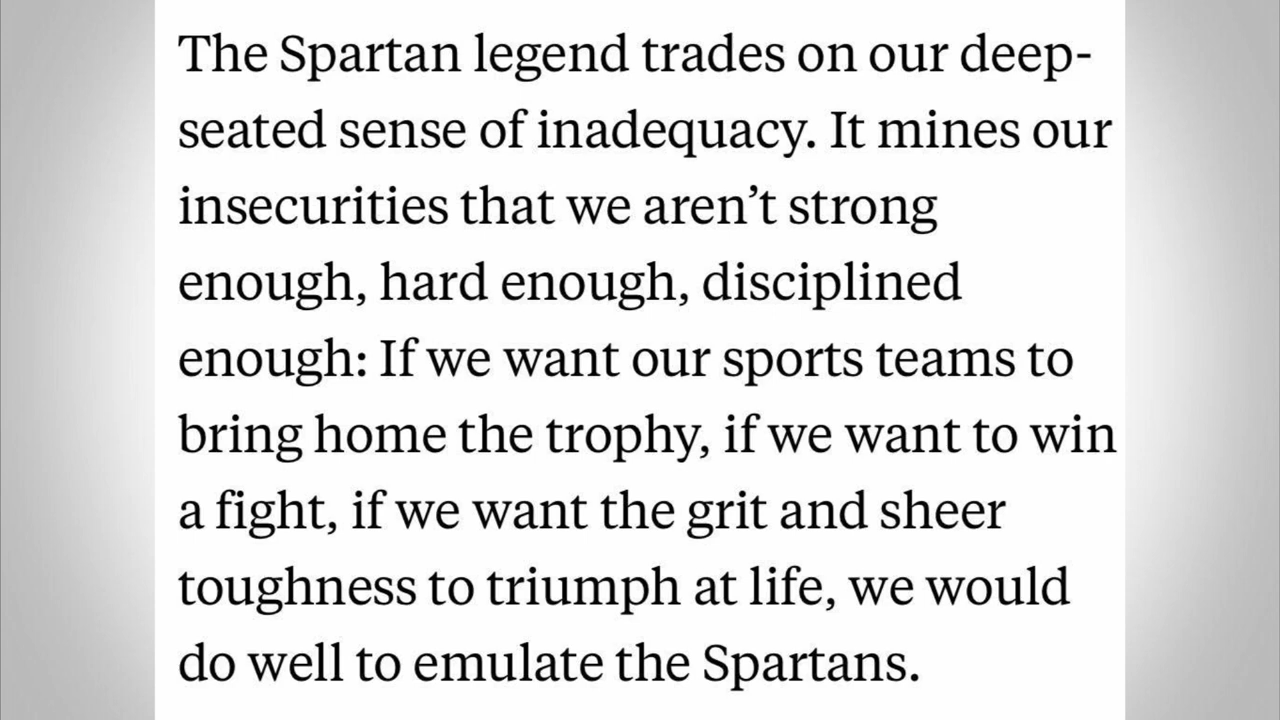 The Spartan legend trades on our deep-
seated sense of inadequacy. It mines our
insecurities that we aren’t strong
enough, hard enough, disciplined
enough: If we want our sports teams to
bring home the trophy, if we want to win
a fight, if we want the grit and sheer
toughness to triumph at life, we would
do well to emulate the Spartans.